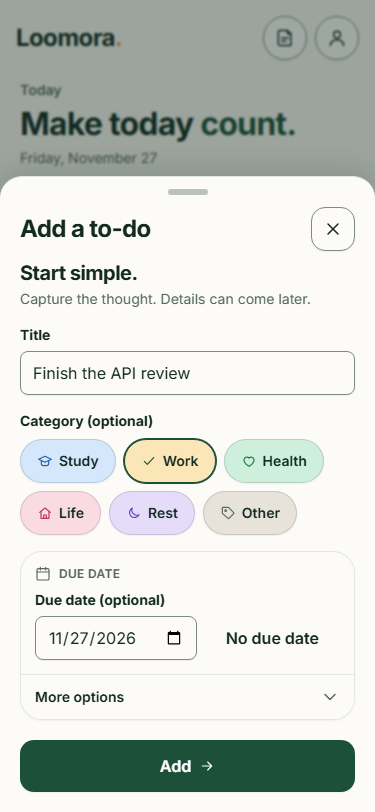 Loomora.
Today
Make today count.
Friday, November 27
Add a to-do
Start simple.
Capture the thought. Details can come later.
Title
Finish the API review
Category (optional)
Study Work Health
Life Rest Other
DUE DATE
Due date (optional)
11/27/2026 No due date
More options
Add